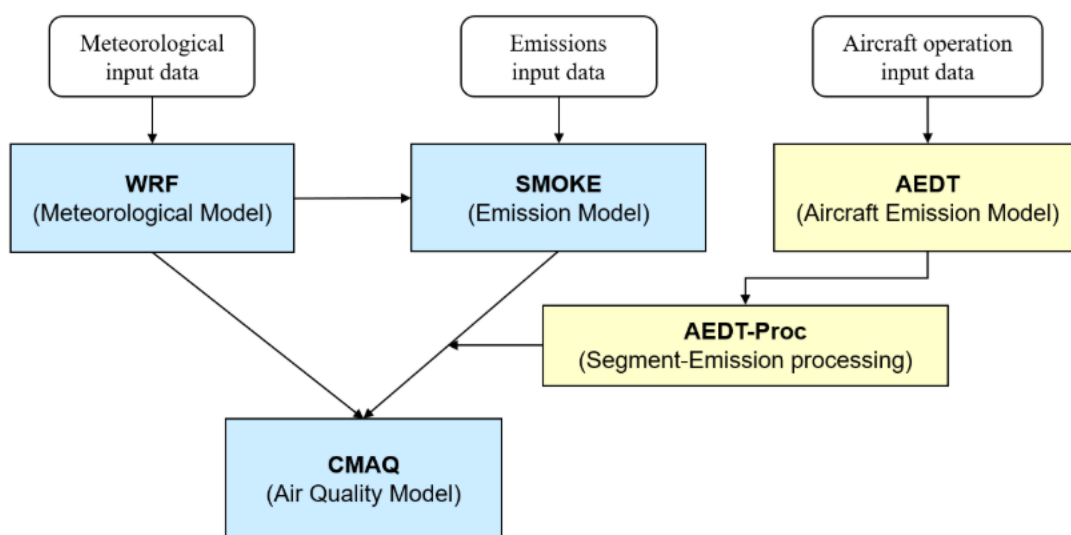 Meteorological
input data
Emissions
input data
Aircraft operation
input data
WRF
(Meteorological Model)
SMOKE
(Emission Model)
AEDT
(Aircraft Emission Model)
AEDT-Proc
(Segment-Emission processing)
CMAQ
(Air Quality Model)